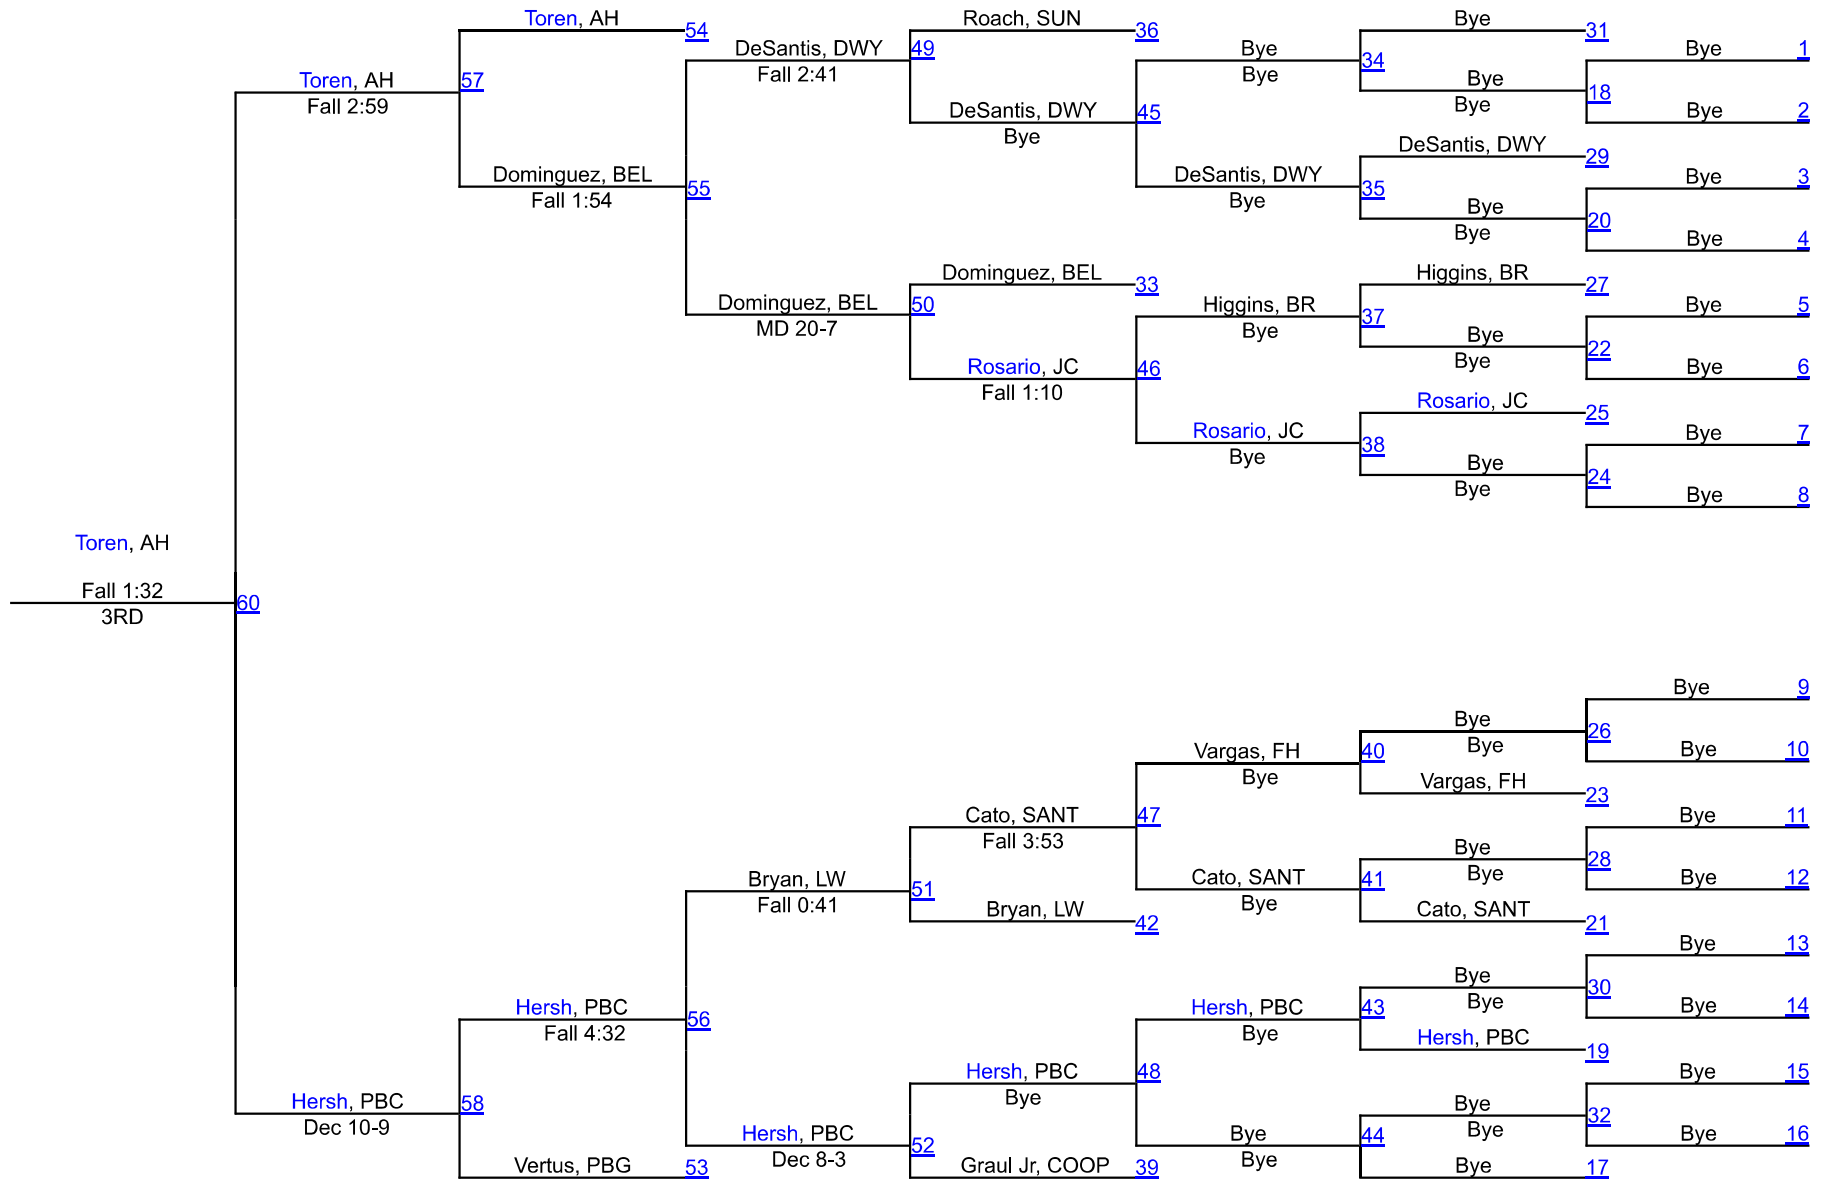 Toren, AH
54
Roach, SUN
36
Bye
31
DeSantis, DWY
49
Fall 2:41
Bye
34
Bye
Bye
1
Toren, AH
57
Fall 2:59
Bye
18
Bye
Bye
2
DeSantis, DWY
45
Bye
DeSantis, DWY
29
Dominguez, BEL
55
Fall 1:54
DeSantis, DWY
35
Bye
Bye
3
Bye
20
Bye
Bye
4
Dominguez, BEL
33
Higgins, BR
27
Dominguez, BEL
50
MD 20-7
Higgins, BR
37
Bye
Bye
5
Bye
22
Bye
Bye
6
Rosario, JC
46
Fall 1:10
Rosario, JC
25
Rosario, JC
38
Bye
Bye
7
Bye
24
Bye
Bye
8
Toren, AH
Fall 1:32
60
3RD
Bye
9
Bye
26
Bye
Vargas, FH
40
Bye
Bye
10
Vargas, FH
23
Cato, SANT
47
Fall 3:53
Bye
11
Bye
28
Bye
Bryan, LW
51
Fall 0:41
Cato, SANT
41
Bye
Bye
12
Bryan, LW
42
Cato, SANT
21
Bye
13
Bye
30
Bye
Hersh, PBC
56
Fall 4:32
Hersh, PBC
43
Bye
Bye
14
Hersh, PBC
19
Hersh, PBC
48
Bye
Bye
15
Hersh, PBC
58
Dec 10-9
Bye
32
Bye
Hersh, PBC
52
Dec 8-3
Bye
44
Bye
Bye
16
Vertus, PBG
53
Graul Jr, COOP
39
Bye
17